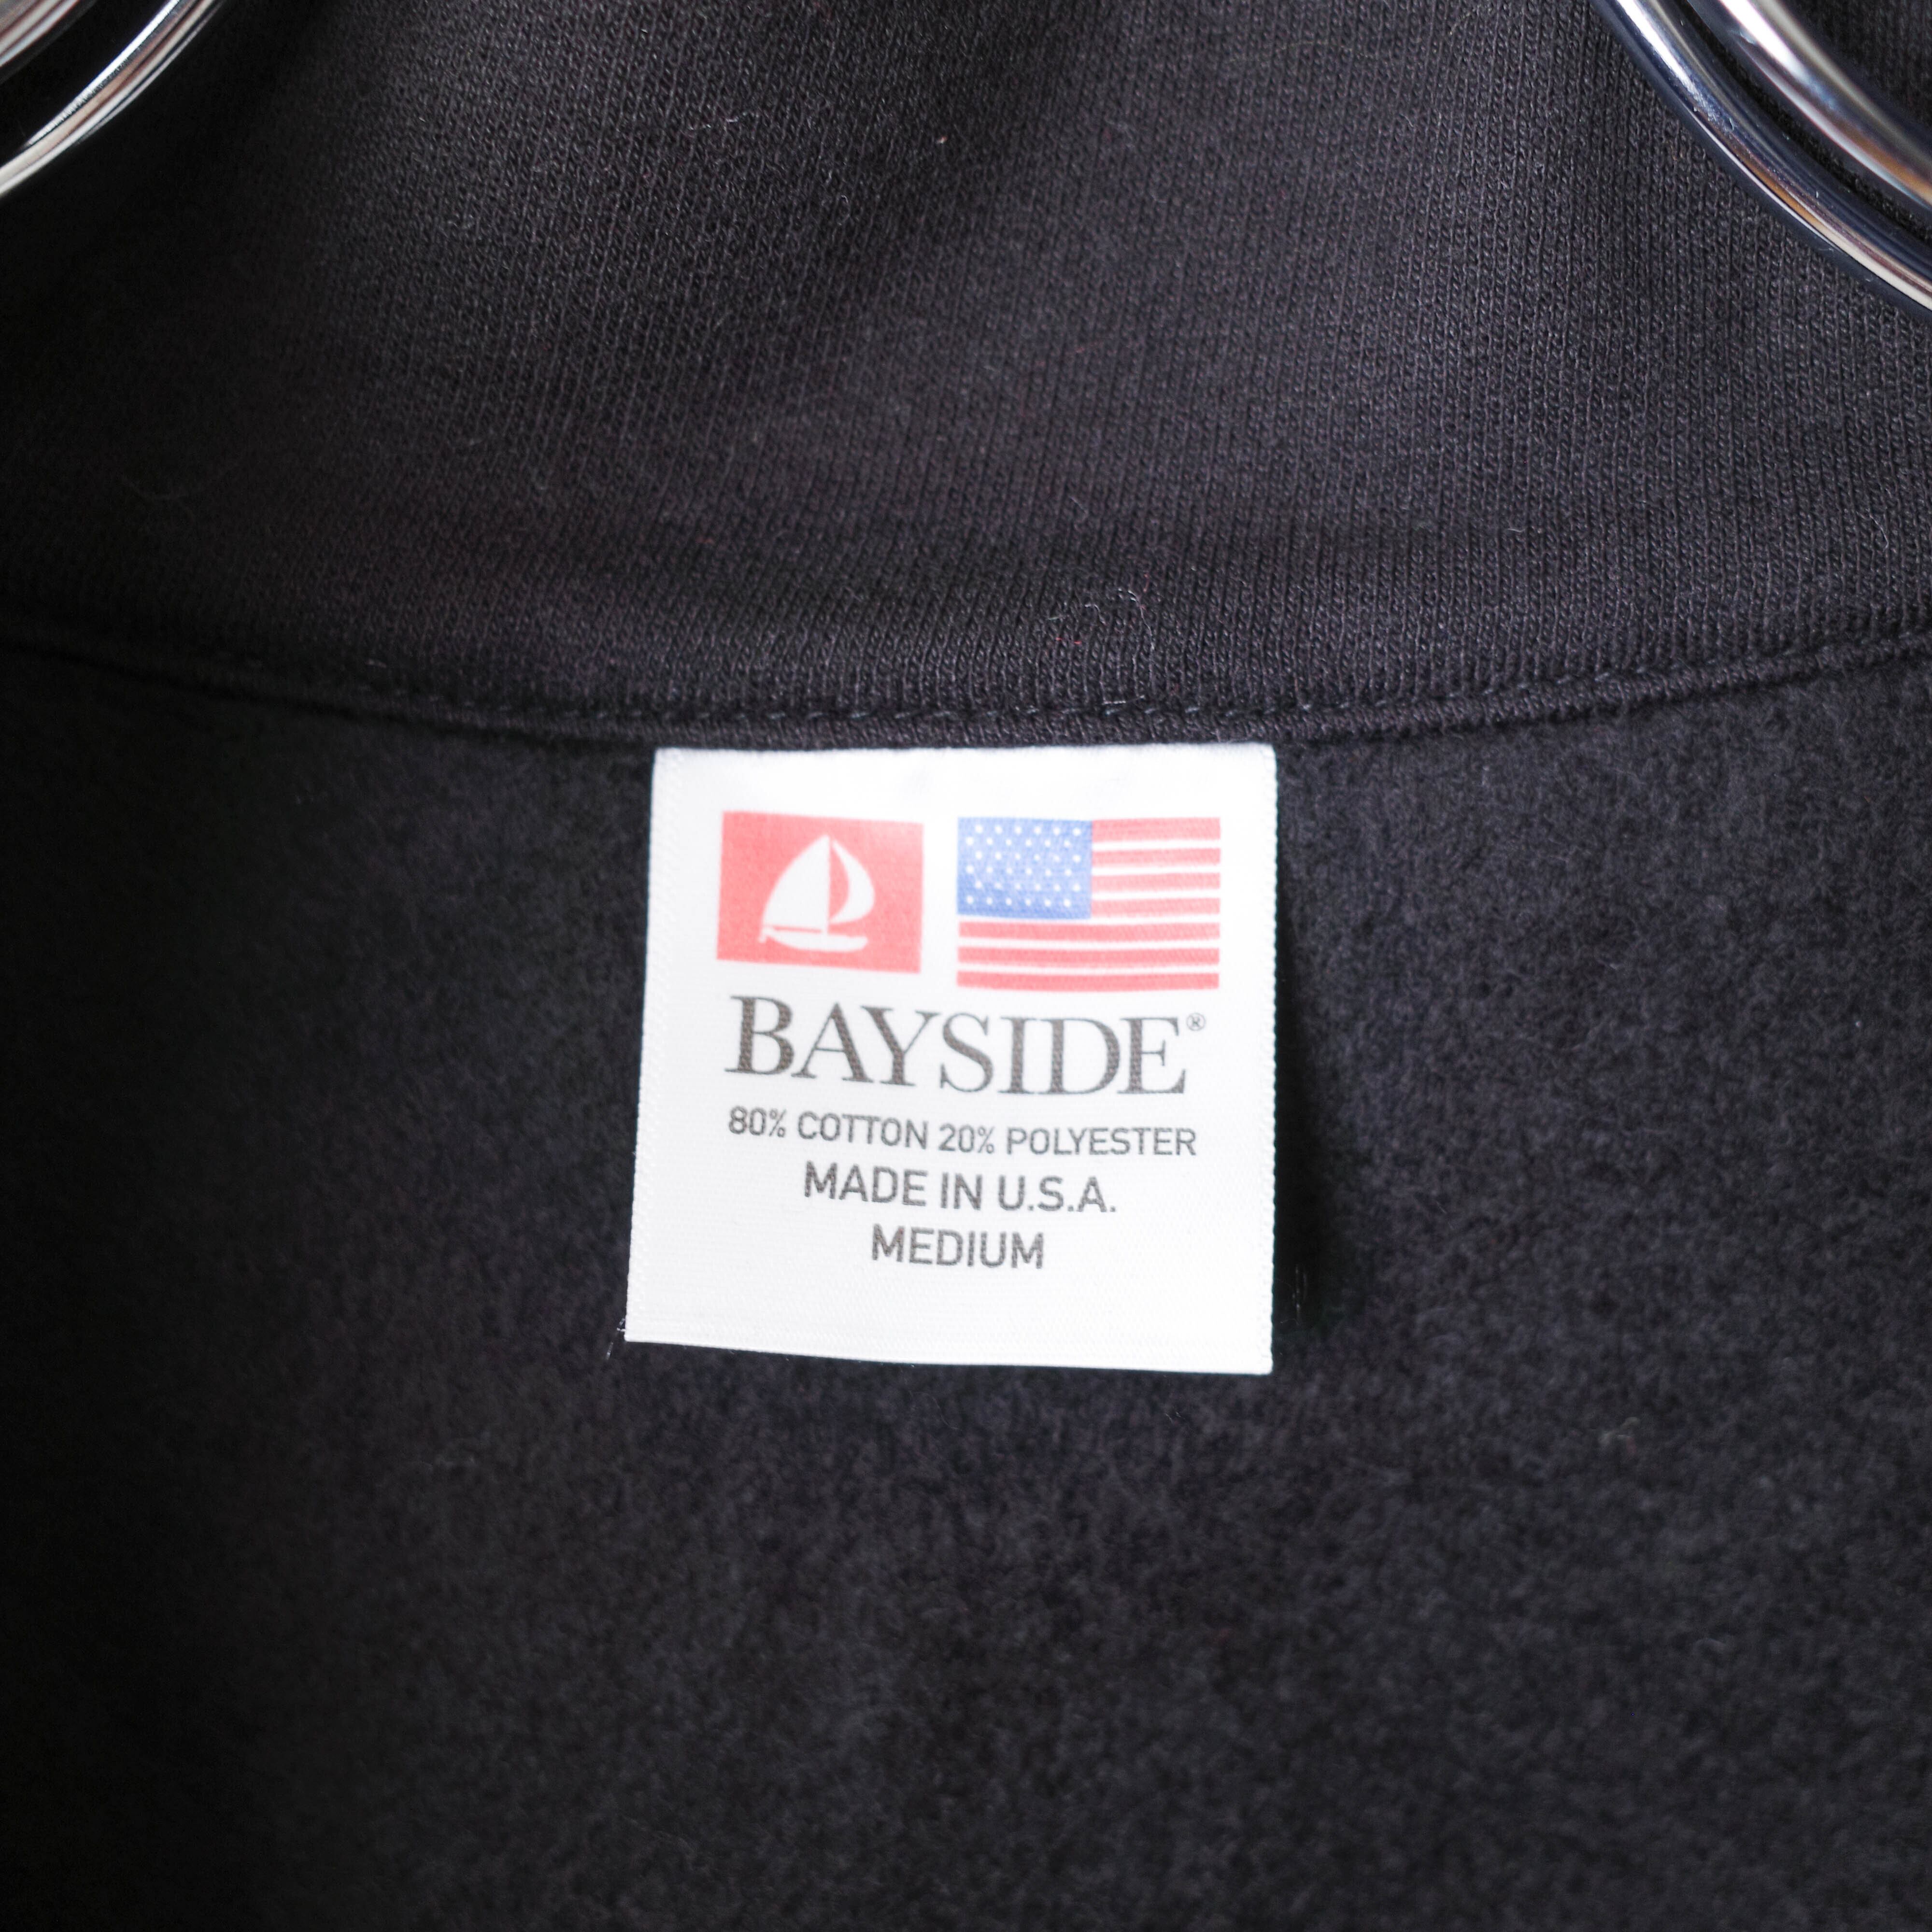 BAYSIDE®
80% COTTON 20% POLYESTER
MADE IN U.S.A.
MEDIUM